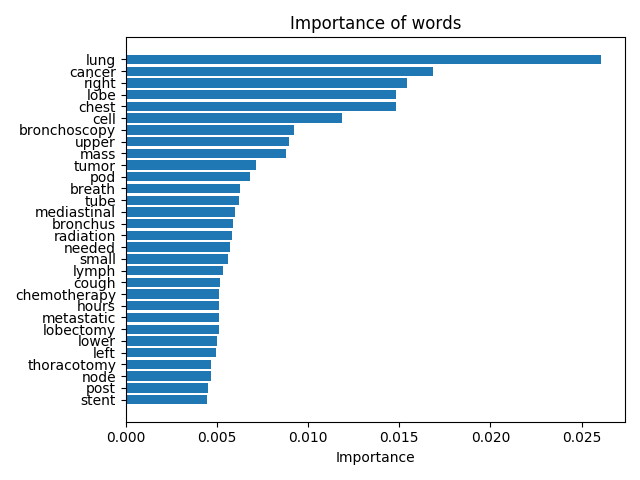 Importance of words
lung
cancer
right
lobe
chest
cell
bronchoscopy
upper
mass
tumor
pod
breath
tube
mediastinal
bronchus
radiation
needed
small
lymph
cough
chemotherapy
hours
metastatic
lobectomy
lower
left
thoracotomy
node
post
stent
0.000 0.005 0.010 0.015 0.020 0.025
Importance